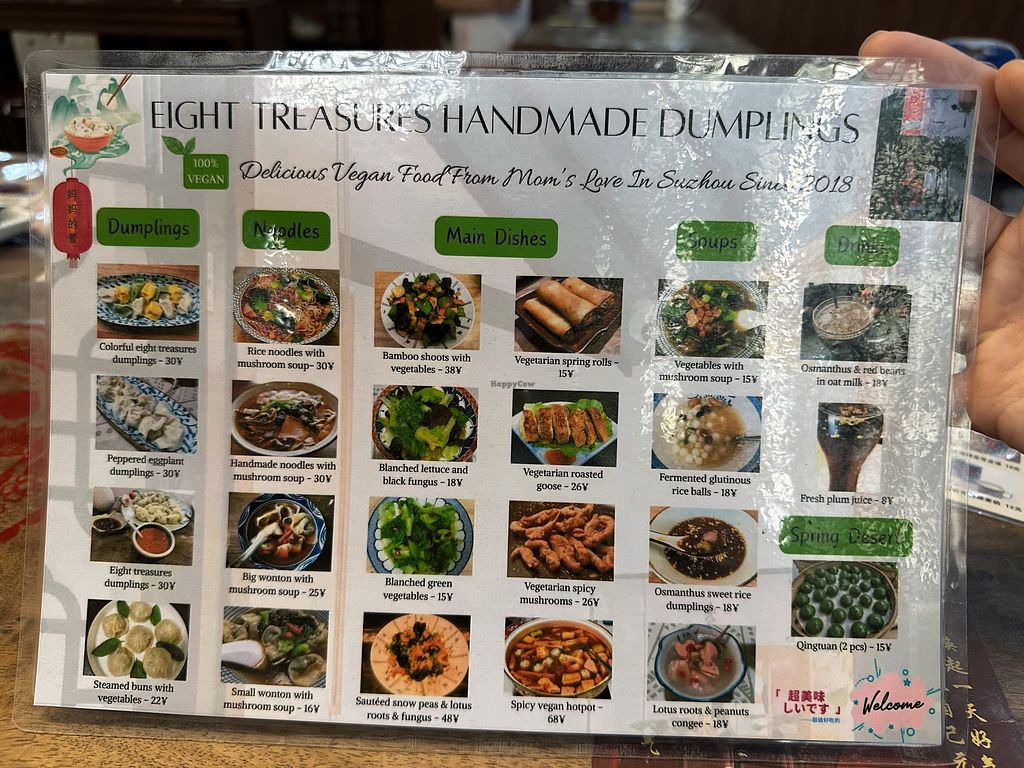 EIGHT TREASURES HANDMADE DUMPLINGS
100%
VEGAN
Delicious Vegan Food From Mom's Love In Suzhou Since 2018
妈妈的爱
Dumplings
Colorful eight treasures
dumplings - 30¥
Peppered eggplant
dumplings - 30¥
Eight treasures
dumplings - 30¥
Steamed buns with
vegetables - 22¥
Noodles
Rice noodles with
mushroom soup- 30¥
Handmade noodles with
mushroom soup - 30¥
Big wonton with
mushroom soup - 25¥
Small wonton with
mushroom soup - 16¥
Main Dishes
Bamboo shoots with
vegetables - 38¥
Blanched lettuce and
black fungus - 18¥
Blanched green
vegetables - 15¥
Sautéed snow peas & lotus
roots & fungus - 48¥
Vegetarian spring rolls -
15¥
HappyCow
Vegetarian roasted
goose - 26¥
Vegetarian spicy
mushrooms - 26¥
Spicy vegan hotpot -
68¥
Soups
Vegetables with
mushroom soup - 15¥
Fermented glutinous
rice balls - 18¥
Osmanthus sweet rice
dumplings - 18¥
Lotus roots & peanuts
congee - 18¥
Drinks
Osmanthus & red beans
in oat milk - 18¥
Fresh plum juice - 8¥
Spring Desert
Qingtuan (2 pcs) - 15¥
「 超美味
しいです 」
Welcome